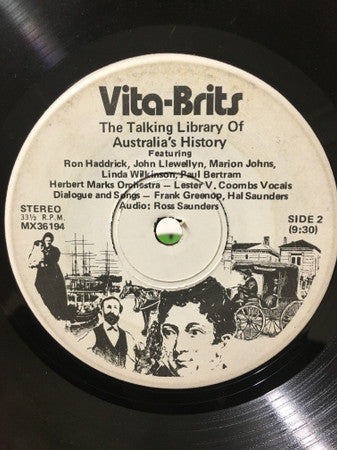 Vita-Brits
The Talking Library Of
Australia's History
Featuring
Ron Haddrick, John Llewellyn, Marion Johns,
Linda Wilkinson, Paul Bertram
Herbert Marks Orchestra – Lester V. Coombs Vocals
Dialogue and Songs – Frank Greenop, Hal Saunders
Audio: Ross Saunders
STEREO
33⅓ R.P.M.
MX36194
SIDE 2
(9:30)